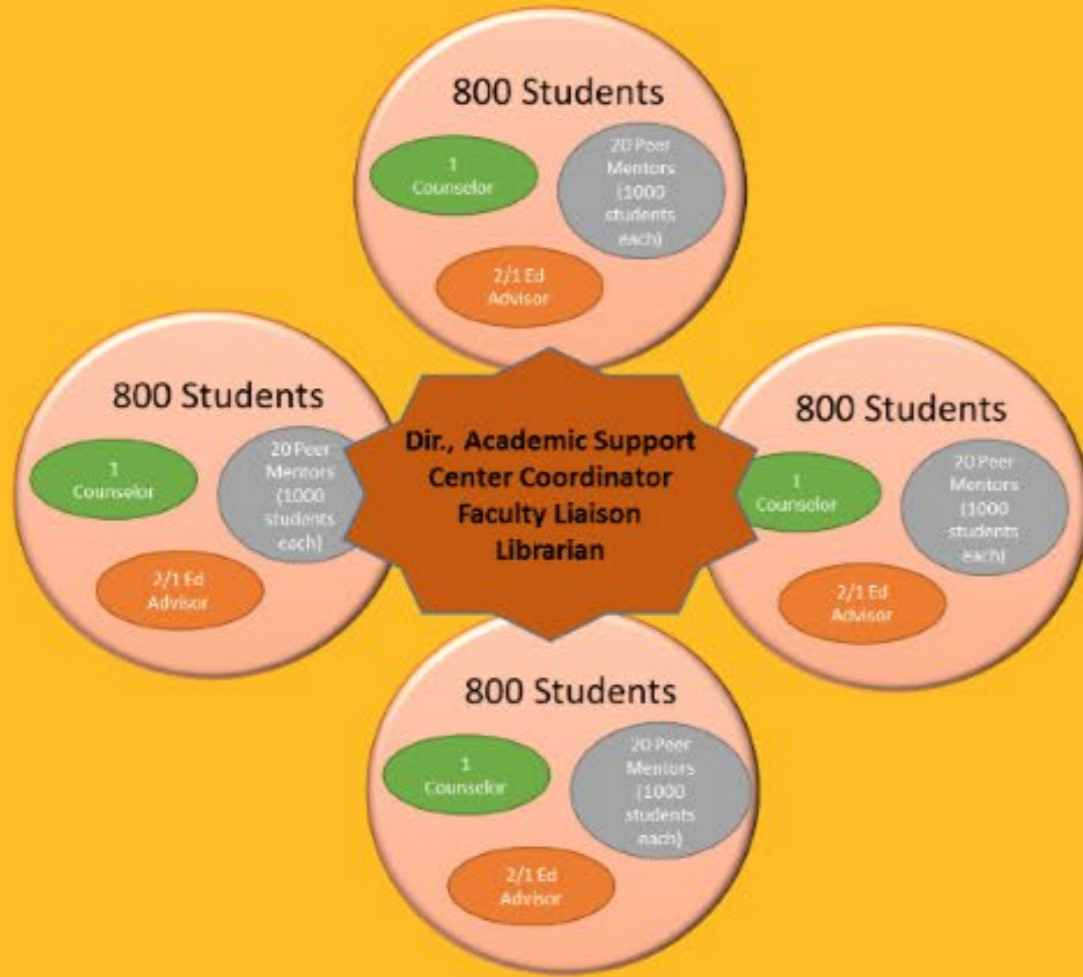 800 Students
1
Counselor
20 Peer
Mentors
(1000
students
each)
2/1 Ed
Advisor
800 Students
1
Counselor
20 Peer
Mentors
(1000
students
each)
2/1 Ed
Advisor
Dir., Academic Support
Center Coordinator
Faculty Liaison
Librarian
800 Students
1
Counselor
20 Peer
Mentors
(1000
students
each)
2/1 Ed
Advisor
800 Students
1
Counselor
20 Peer
Mentors
(1000
students
each)
2/1 Ed
Advisor